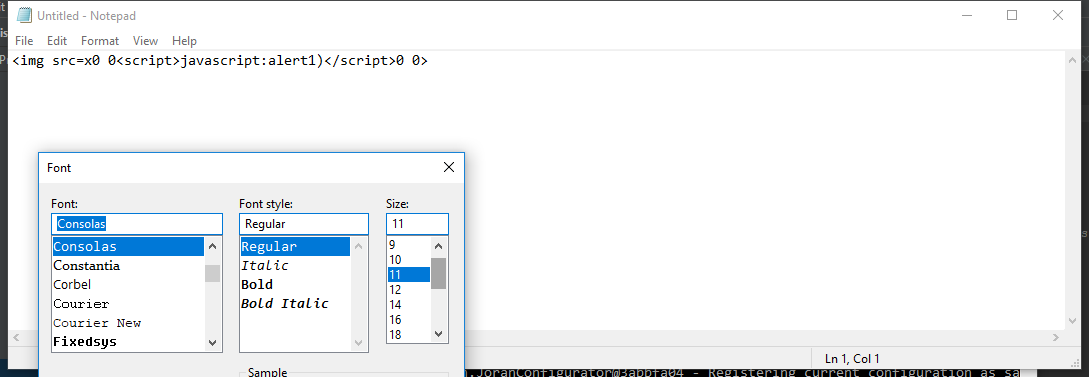 Untitled - Notepad
File Edit Format View Help
<img src=x0 0<script>javascript:alert1)</script>0 0>
Font
Font: Font style: Size:
Consolas Regular 11
Consolas Regular 9
Constantia Italic 10
Corbel Bold 11
Courier Bold Italic 12
Courier New 14
Fixedsys 16
18
Sample
Ln 1, Col 1
.JoranConfigurator@3abbfa04 - Registering current configuration as sa